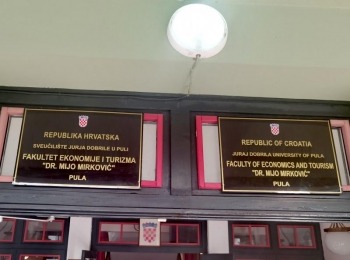 REPUBLIKA HRVATSKA
SVEUČILIŠTE JURJA DOBRILE U PULI
FAKULTET EKONOMIJE I TURIZMA
"DR. MIJO MIRKOVIĆ"
PULA
REPUBLIC OF CROATIA
JURAJ DOBRILA UNIVERSITY OF PULA
FACULTY OF ECONOMICS AND TOURISM
"DR. MIJO MIRKOVIĆ"
PULA